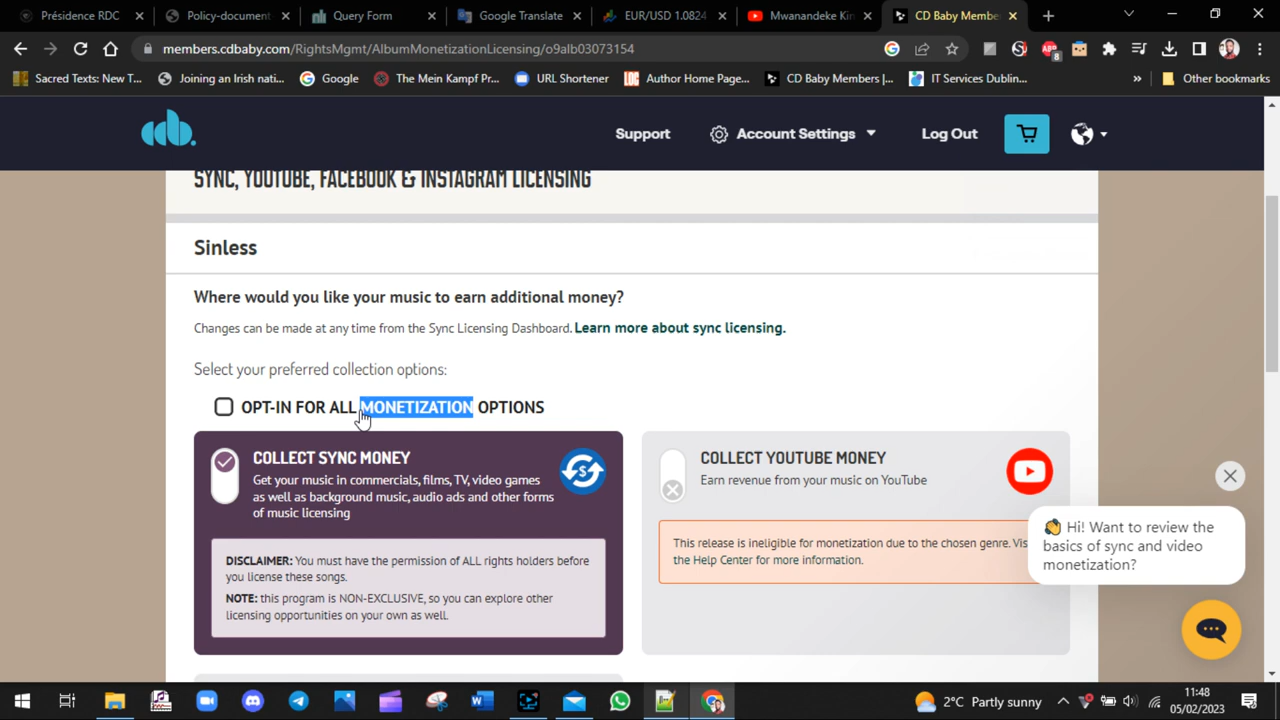 Présidence RDC
Policy-document
Query Form
Google Translate
EUR/USD 1.0824
Mwanandeke Kin
CD Baby Membe
members.cdbaby.com/RightsMgmt/AlbumMonetizationLicensing/o9alb03073154
8
Sacred Texts: New T...
Joining an Irish nati...
Google
The Mein Kampf Pr...
URL Shortener
LOC
Author Home Page...
CD Baby Members |...
IT Services Dublin...
»
Other bookmarks
cdb.
Support
Account Settings
Log Out
SYNC, YOUTUBE, FACEBOOK & INSTAGRAM LICENSING
Sinless
Where would you like your music to earn additional money?
Changes can be made at any time from the Sync Licensing Dashboard. Learn more about sync licensing.
Select your preferred collection options:
OPT-IN FOR ALL MONETIZATION OPTIONS
COLLECT SYNC MONEY
Get your music in commercials, films, TV, video games
as well as background music, audio ads and other forms
of music licensing
DISCLAIMER: You must have the permission of ALL rights holders before
you license these songs.
NOTE: this program is NON-EXCLUSIVE, so you can explore other
licensing opportunities on your own as well.
COLLECT YOUTUBE MONEY
Earn revenue from your music on YouTube
This release is ineligible for monetization due to the chosen genre. Vis
the Help Center for more information.
Hi! Want to review the
basics of sync and video
monetization?
2°C Partly sunny
11:48
05/02/2023